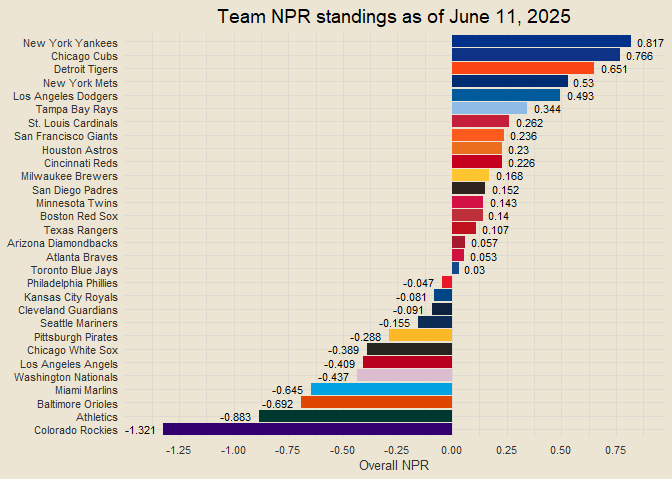 Team NPR standings as of June 11, 2025
New York Yankees 0.817
Chicago Cubs 0.766
Detroit Tigers 0.651
New York Mets 0.53
Los Angeles Dodgers 0.493
Tampa Bay Rays 0.344
St. Louis Cardinals 0.262
San Francisco Giants 0.236
Houston Astros 0.23
Cincinnati Reds 0.226
Milwaukee Brewers 0.168
San Diego Padres 0.152
Minnesota Twins 0.143
Boston Red Sox 0.14
Texas Rangers 0.107
Arizona Diamondbacks 0.057
Atlanta Braves 0.053
Toronto Blue Jays 0.03
Philadelphia Phillies -0.047
Kansas City Royals -0.081
Cleveland Guardians -0.091
Seattle Mariners -0.155
Pittsburgh Pirates -0.288
Chicago White Sox -0.389
Los Angeles Angels -0.409
Washington Nationals -0.437
Miami Marlins -0.645
Baltimore Orioles -0.692
Athletics -0.883
Colorado Rockies -1.321
-1.25 -1.00 -0.75 -0.50 -0.25 0.00 0.25 0.50 0.75
Overall NPR